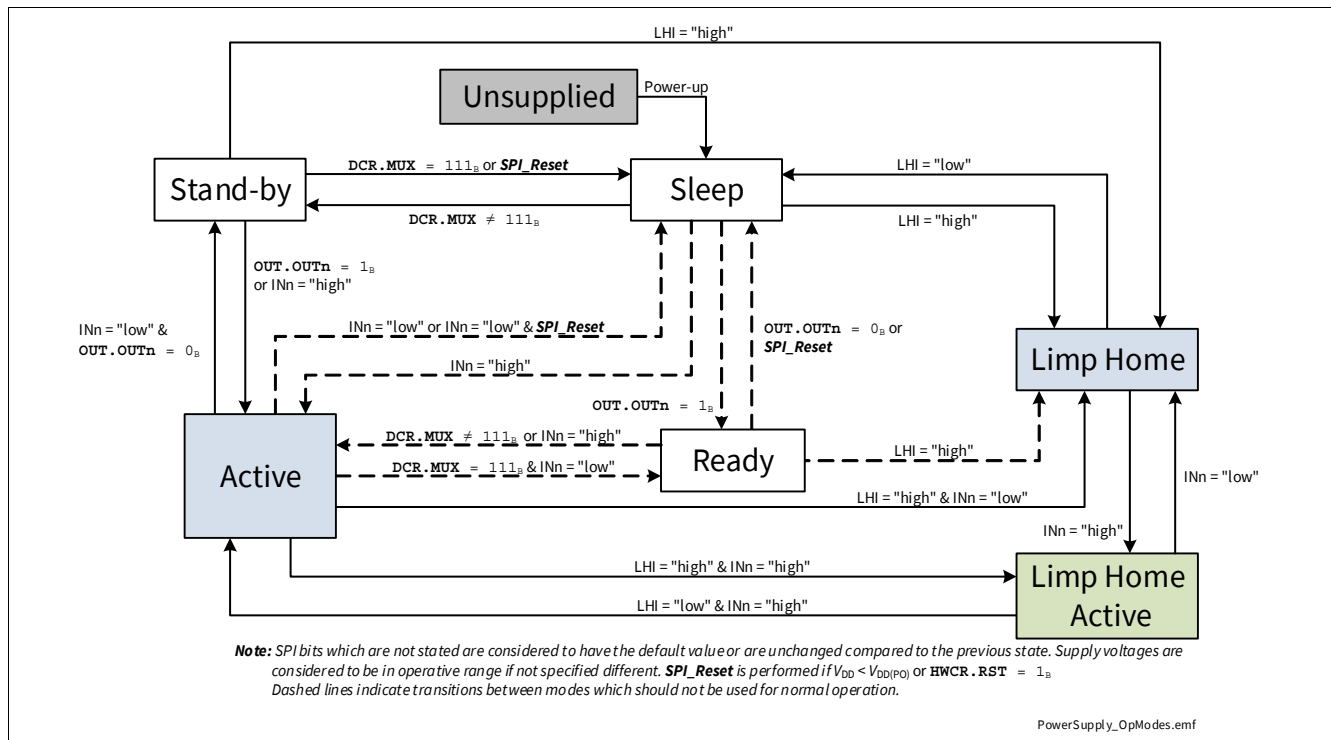 LHI = "high"
Unsupplied
Power-up
DCR.MUX = 111B or SPI_Reset
LHI = "low"
Stand-by
Sleep
DCR.MUX ≠ 111B
LHI = "high"
OUT.OUTn = 1B
or INn = "high"
INn = "low" &
OUT.OUTn = 0B
INn = "low" or INn = "low" & SPI_Reset
OUT.OUTn = 0B or
SPI_Reset
INn = "high"
Limp Home
OUT.OUTn = 1B
DCR.MUX ≠ 111B or INn = "high"
Ready
LHI = "high"
Active
DCR.MUX = 111B & INn = "low"
INn = "low"
LHI = "high" & INn = "low"
INn = "high"
LHI = "high" & INn = "high"
Limp Home
Active
LHI = "low" & INn = "high"
Note: SPI bits which are not stated are considered to have the default value or are unchanged compared to the previous state. Supply voltages are
considered to be in operative range if not specified different. SPI_Reset is performed if VDD < VDD(PO) or HWCR.RST = 1B
Dashed lines indicate transitions between modes which should not be used for normal operation.
PowerSupply_OpModes.emf